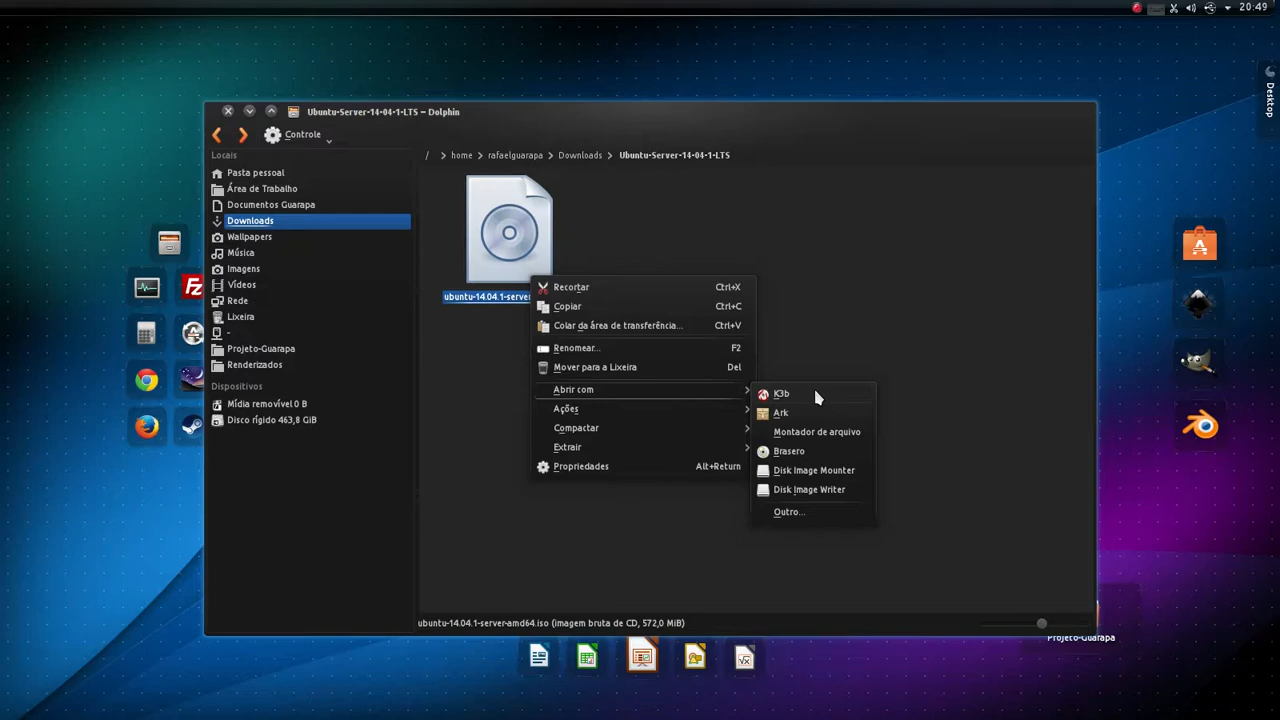 20:49
Desktop
Ubuntu-Server-14-04-1-LTS – Dolphin
Controle
Locais
Pasta pessoal
Área de Trabalho
Documentos Guarapa
Downloads
Wallpapers
Música
Imagens
Vídeos
Rede
Lixeira
-
Projeto-Guarapa
Renderizados
Dispositivos
Mídia removível 0 B
Disco rígido 463,8 GiB
/ > home > rafaelguarapa > Downloads > Ubuntu-Server-14-04-1-LTS
ubuntu-14.04.1-server
Recortar Ctrl+X
Copiar Ctrl+C
Colar da área de transferência... Ctrl+V
Renomear... F2
Mover para a Lixeira Del
Abrir com
Ações
Compactar
Extrair
Propriedades Alt+Return
K3b
Ark
Montador de arquivo
Brasero
Disk Image Mounter
Disk Image Writer
Outro...
ubuntu-14.04.1-server-amd64.iso (imagem bruta de CD, 572,0 MiB)
Projeto-Guarapa